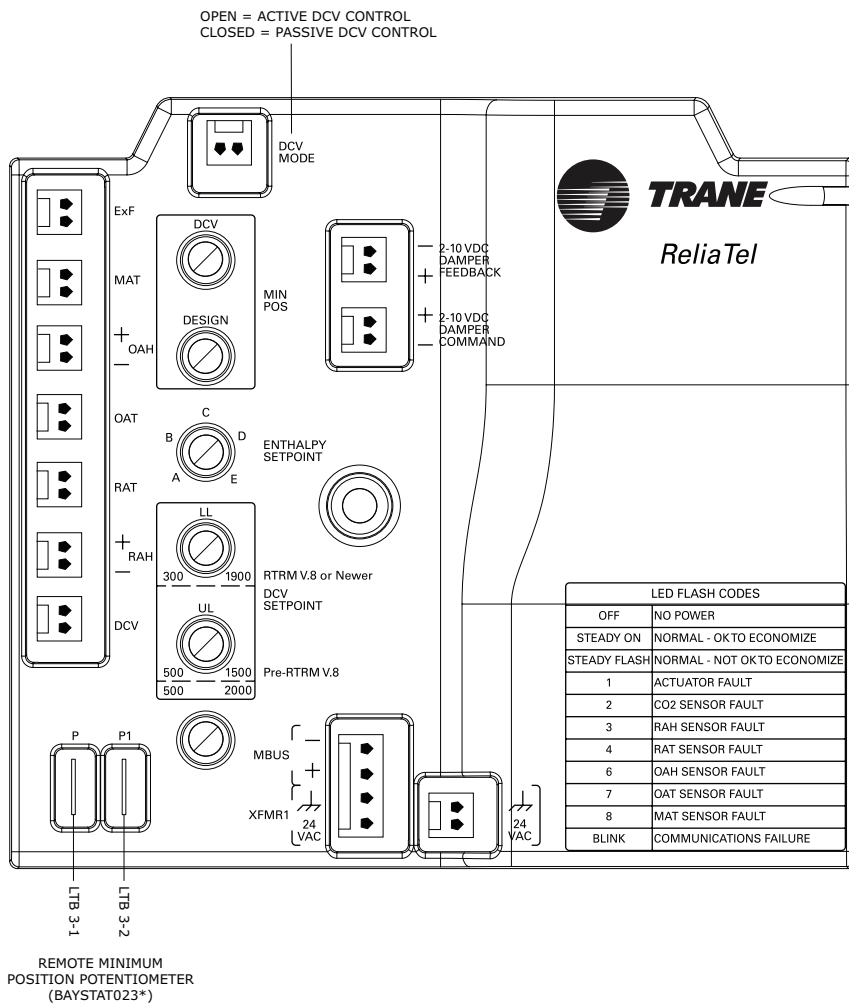 OPEN = ACTIVE DCV CONTROL
CLOSED = PASSIVE DCV CONTROL
DCV
MODE
ExF
MAT
+
OAH
—
OAT
RAT
+
RAH
—
DCV
DCV
DESIGN
MIN
POS
A
B
C
D
E
ENTHALPY
SETPOINT
LL
300 1900
RTRM V.8 or Newer
DCV
SETPOINT
UL
500 1500
Pre-RTRM V.8
500 2000
—
2-10 VDC
DAMPER
FEEDBACK
+
+
2-10 VDC
DAMPER
COMMAND
—
TRANE
ReliaTel
LED FLASH CODES
OFF NO POWER
STEADY ON NORMAL - OK TO ECONOMIZE
STEADY FLASH NORMAL - NOT OK TO ECONOMIZE
1 ACTUATOR FAULT
2 CO2 SENSOR FAULT
3 RAH SENSOR FAULT
4 RAT SENSOR FAULT
6 OAH SENSOR FAULT
7 OAT SENSOR FAULT
8 MAT SENSOR FAULT
BLINK COMMUNICATIONS FAILURE
P P1
MBUS
—
+
XFMR1
24
VAC
24
VAC
LTB 3-1
LTB 3-2
REMOTE MINIMUM
POSITION POTENTIOMETER
(BAYSTAT023*)